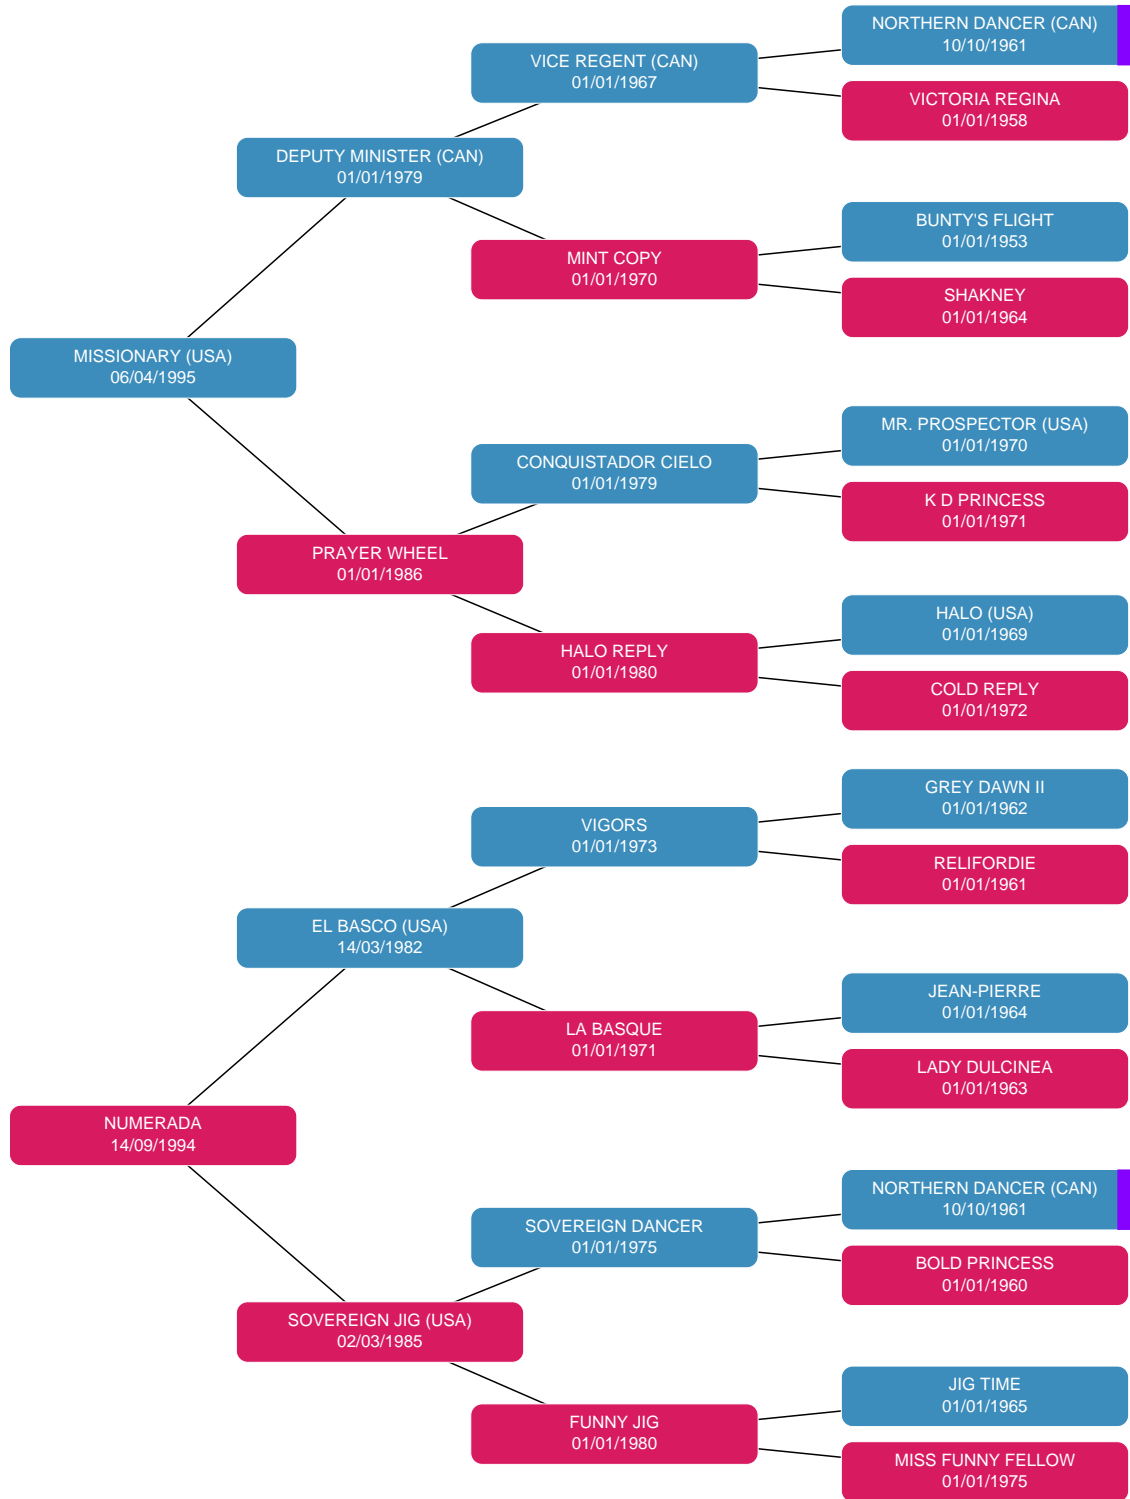 NORTHERN DANCER (CAN)
10/10/1961
VICE REGENT (CAN)
01/01/1967
VICTORIA REGINA
01/01/1958
DEPUTY MINISTER (CAN)
01/01/1979
BUNTY'S FLIGHT
01/01/1953
MINT COPY
01/01/1970
SHAKNEY
01/01/1964
MISSIONARY (USA)
06/04/1995
MR. PROSPECTOR (USA)
01/01/1970
CONQUISTADOR CIELO
01/01/1979
K D PRINCESS
01/01/1971
PRAYER WHEEL
01/01/1986
HALO (USA)
01/01/1969
HALO REPLY
01/01/1980
COLD REPLY
01/01/1972
GREY DAWN II
01/01/1962
VIGORS
01/01/1973
RELIFORDIE
01/01/1961
EL BASCO (USA)
14/03/1982
JEAN-PIERRE
01/01/1964
LA BASQUE
01/01/1971
LADY DULCINEA
01/01/1963
NUMERADA
14/09/1994
NORTHERN DANCER (CAN)
10/10/1961
SOVEREIGN DANCER
01/01/1975
BOLD PRINCESS
01/01/1960
SOVEREIGN JIG (USA)
02/03/1985
JIG TIME
01/01/1965
FUNNY JIG
01/01/1980
MISS FUNNY FELLOW
01/01/1975